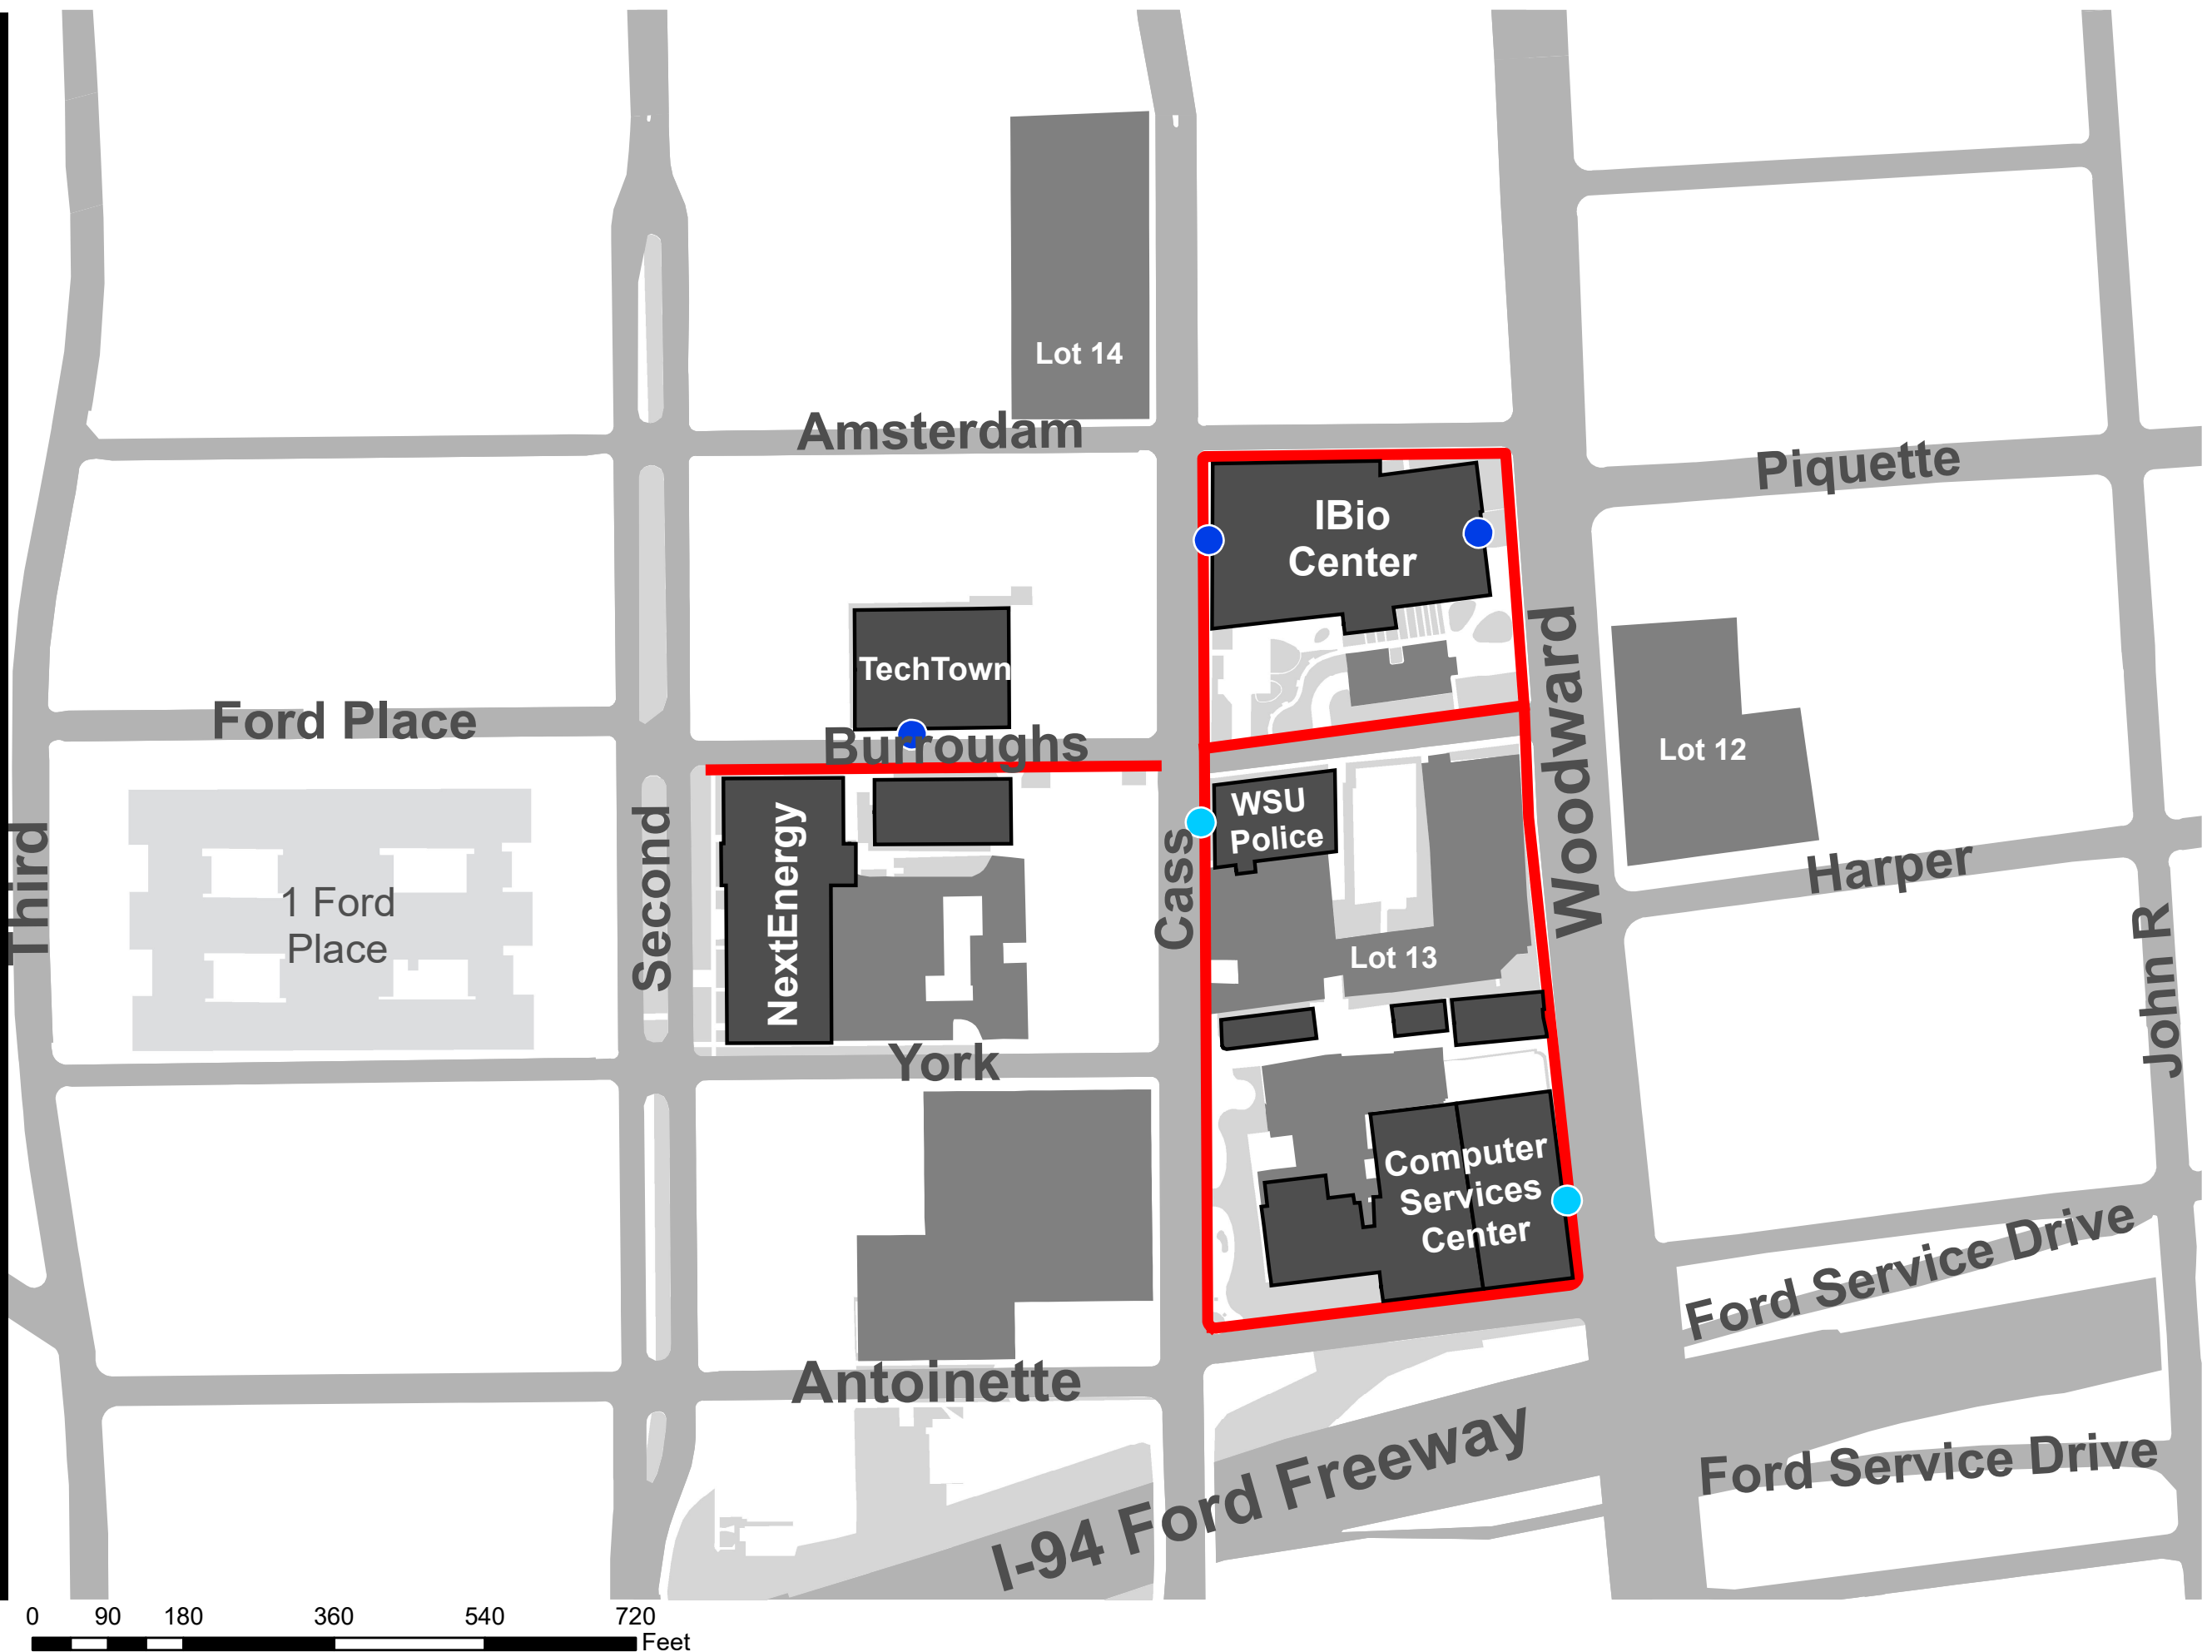 Lot 14
Amsterdam
Piquette
IBio
Center
TechTown
Ford Place
Burroughs
Woodward
Lot 12
WSU
Police
NextEnergy
Third
1 Ford
Place
Second
Cass
Harper
Lot 13
John R
York
Computer
Services
Center
Ford Service Drive
Antoinette
I-94 Ford Freeway
Ford Service Drive
0 90 180 360 540 720
Feet